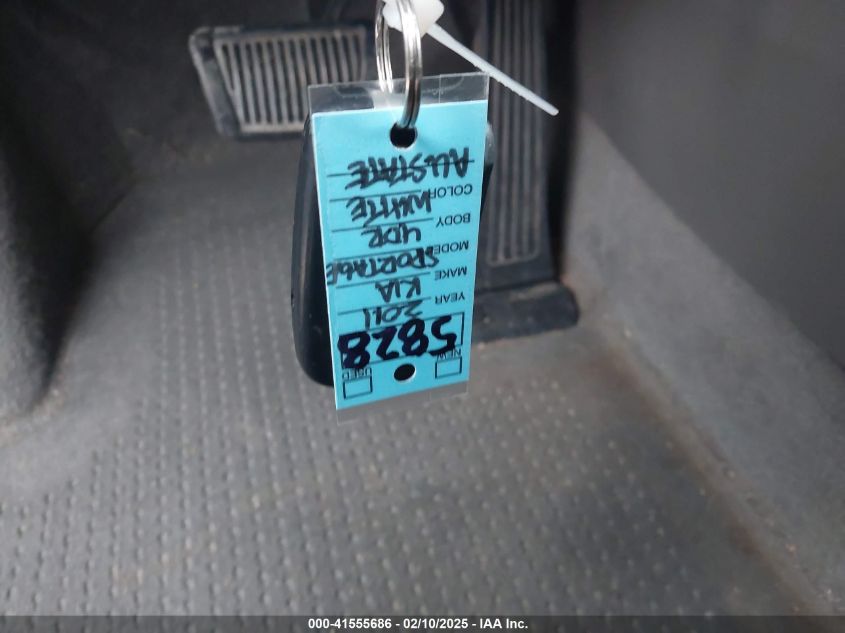 NEW USED
5828
YEAR 2011
MAKE KIA
MODEL SPORTAGE
BODY 4DR
COLOR WHITE
ALLSTATE
000-41555686 - 02/10/2025 - IAA Inc.